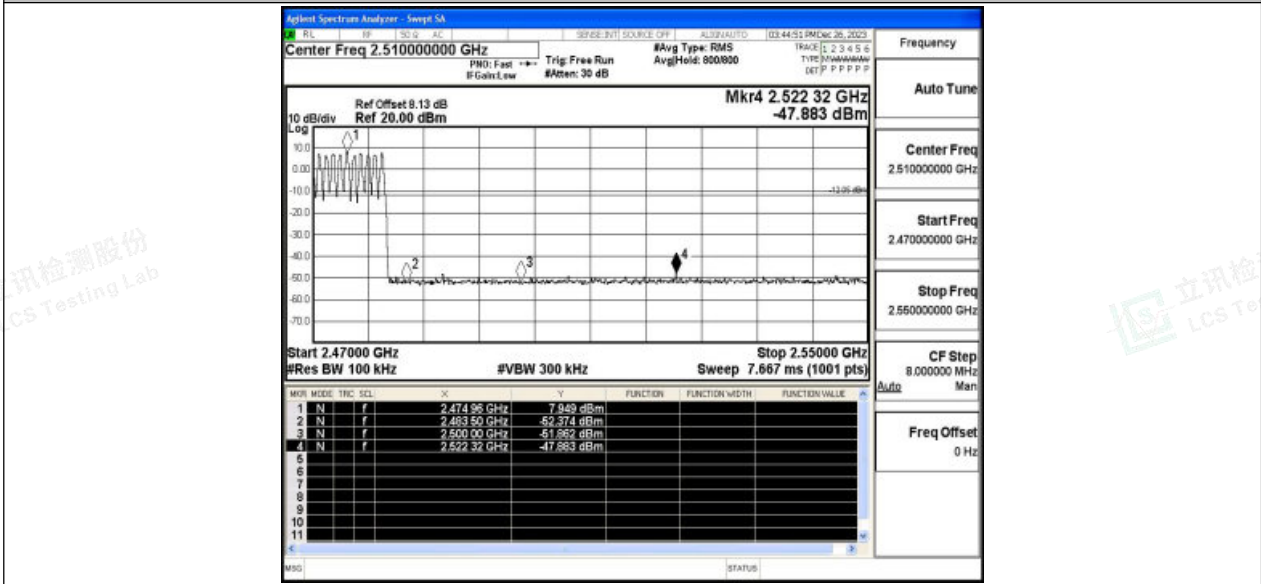 Agilent Spectrum Analyzer - Swept SA
RL RF 50 Ω AC SENSE:INT SOURCE OFF ALIGNAUTO 03:44:51 PM Dec 26, 2023
Center Freq 2.510000000 GHz
PNO: Fast
IFGain:Low
Trig: Free Run
#Atten: 30 dB
#Avg Type: RMS
Avg|Hold: 800/800
TRACE 1 2 3 4 5 6
TYPE
DET P P P P P P
Frequency
Auto Tune
Center Freq
2.510000000 GHz
Start Freq
2.470000000 GHz
Stop Freq
2.550000000 GHz
CF Step
8.000000 MHz
Auto Man
Freq Offset
0 Hz
Mkr4 2.522 32 GHz
-47.883 dBm
Ref Offset 8.13 dB
10 dB/div Ref 20.00 dBm
Log
10.0
0.00
-10.0
-20.0
-30.0
-40.0
-50.0
-60.0
-70.0
1
2
3
4
-12.05 dBm
Start 2.47000 GHz Stop 2.55000 GHz
#Res BW 100 kHz #VBW 300 kHz Sweep 7.667 ms (1001 pts)
MKR MODE TRC SCL X Y FUNCTION FUNCTION WIDTH FUNCTION VALUE
1 N f 2.474 96 GHz 7.949 dBm
2 N f 2.483 50 GHz -52.374 dBm
3 N f 2.500 00 GHz -51.862 dBm
4 N f 2.522 32 GHz -47.883 dBm
5
6
7
8
9
10
11
MSG STATUS
讯检测股份
LCS Testing Lab
立讯检
LCS Te